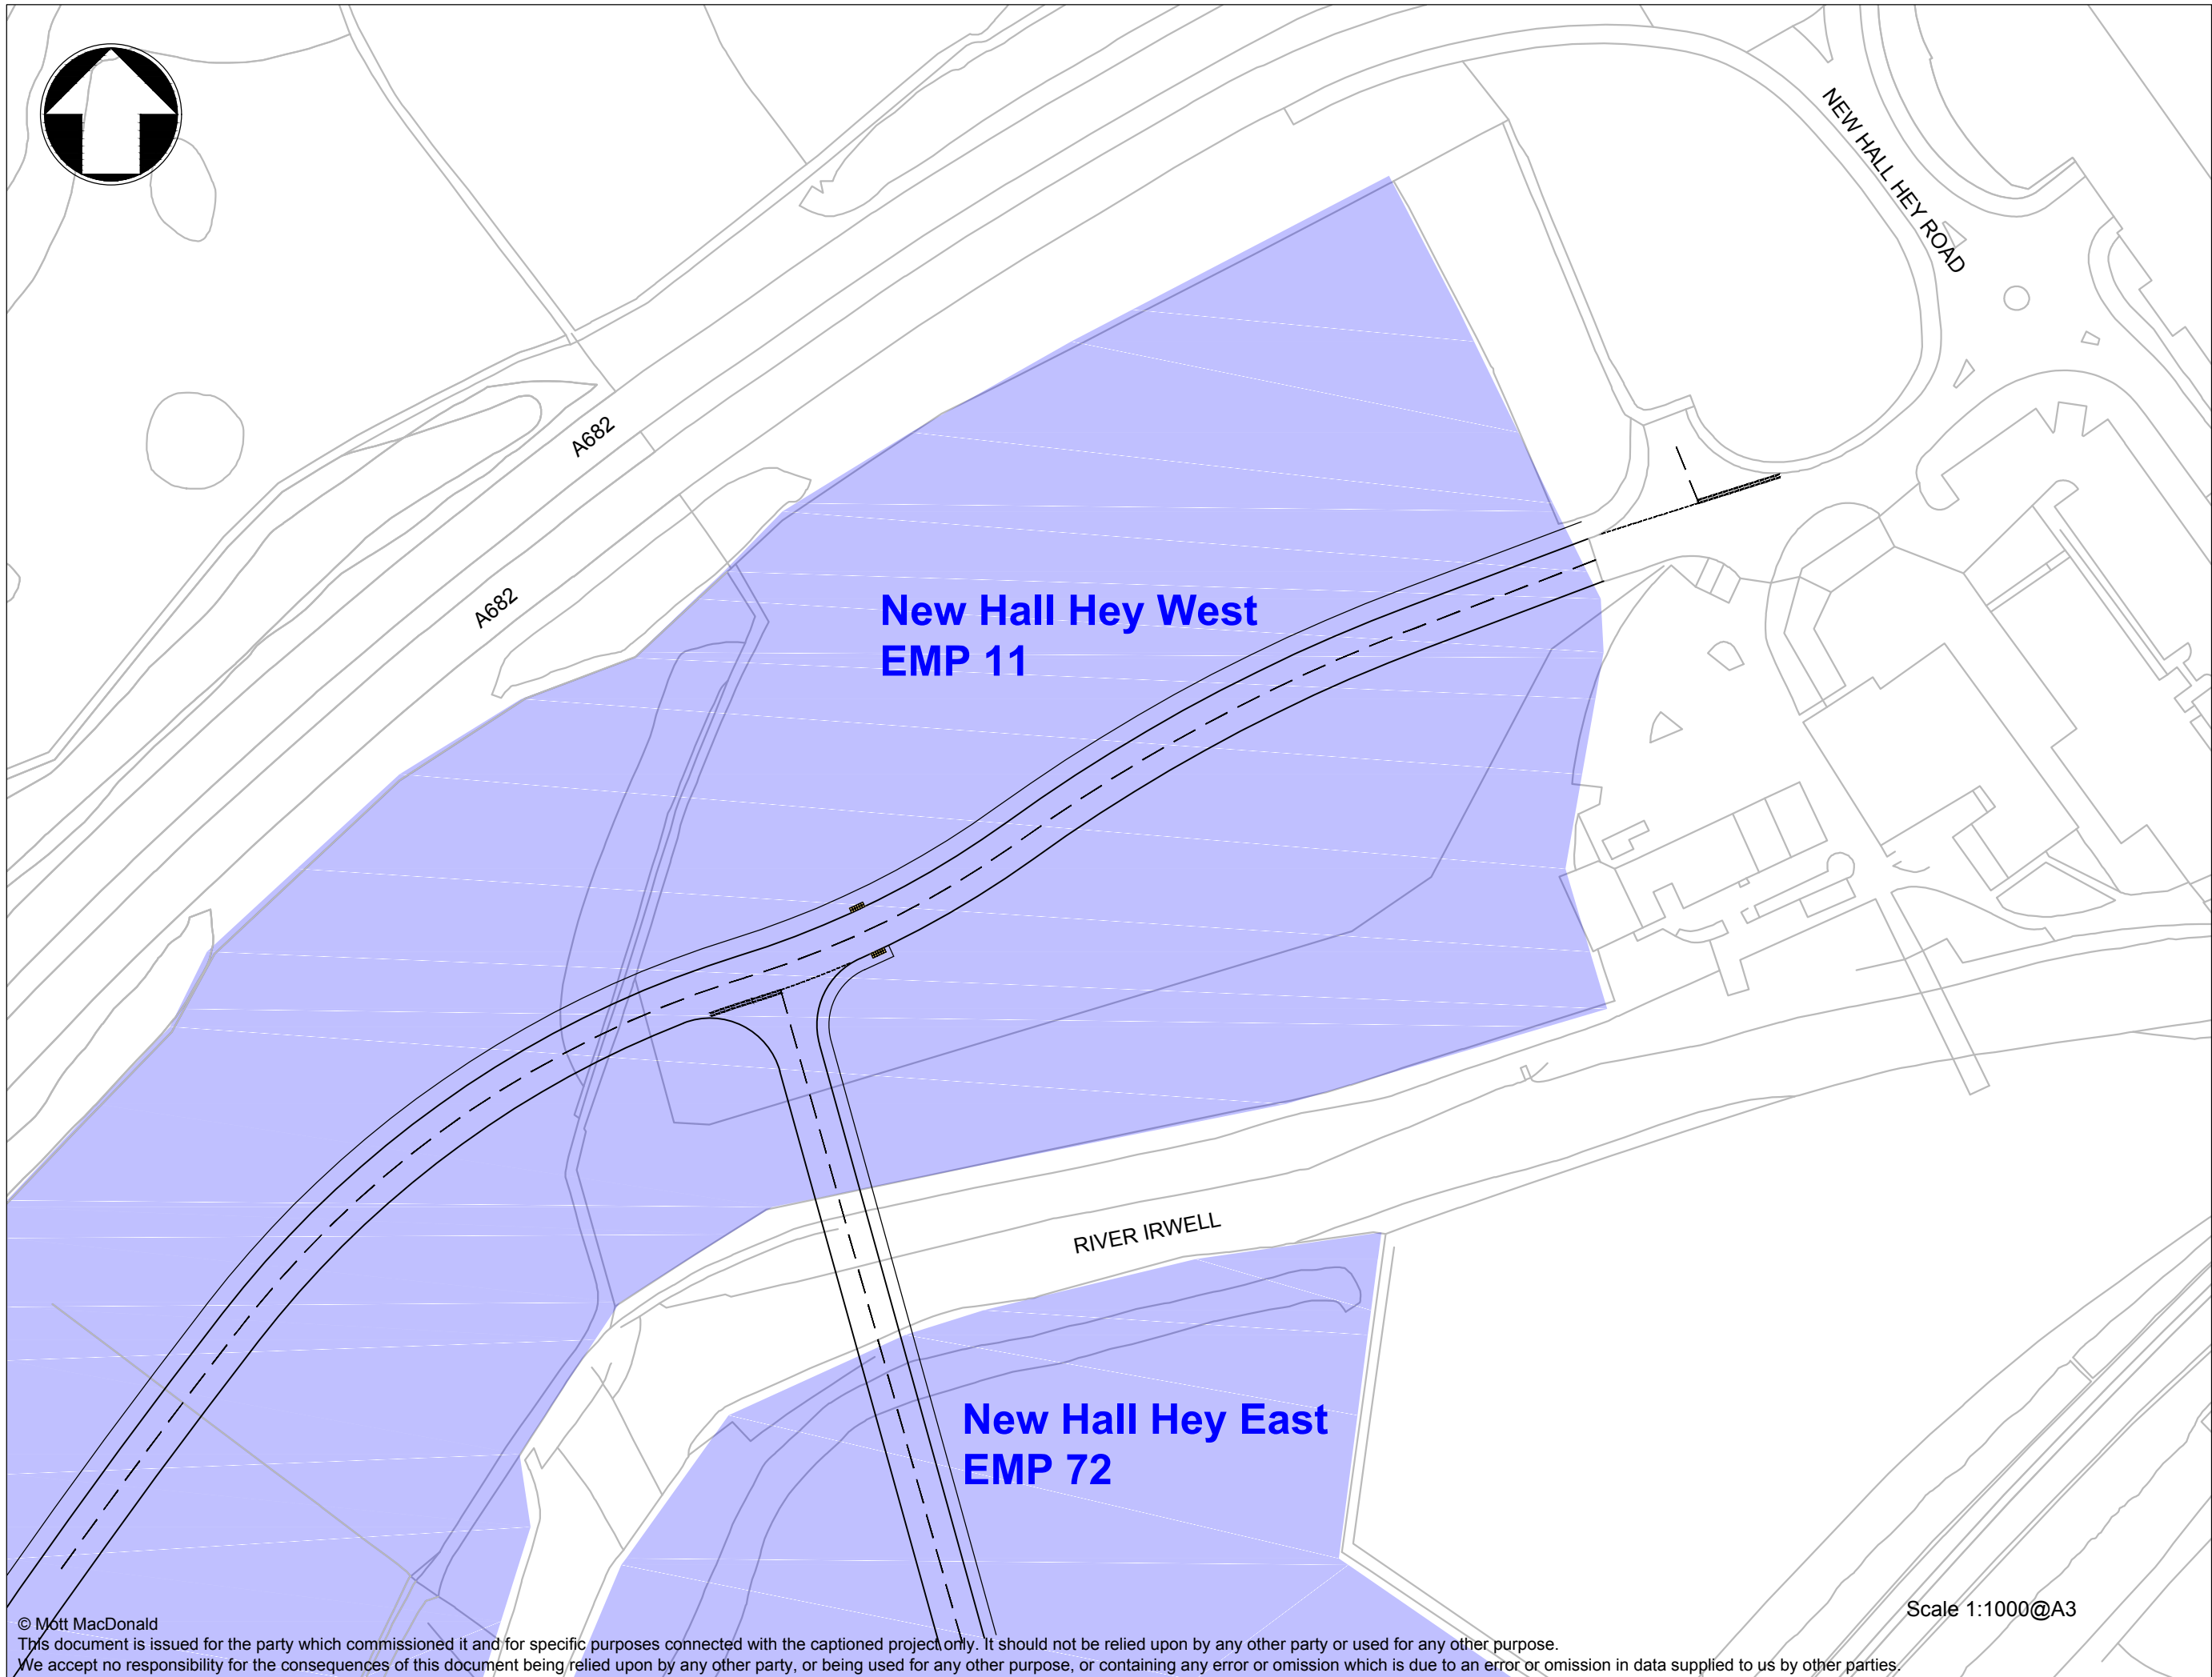 NEW HALL HEY ROAD
A682
A682
New Hall Hey West
EMP 11
RIVER IRWELL
New Hall Hey East
EMP 72
Scale 1:1000@A3
© Mott MacDonald
This document is issued for the party which commissioned it and for specific purposes connected with the captioned project only. It should not be relied upon by any other party or used for any other purpose.
We accept no responsibility for the consequences of this document being relied upon by any other party, or being used for any other purpose, or containing any error or omission which is due to an error or omission in data supplied to us by other parties.